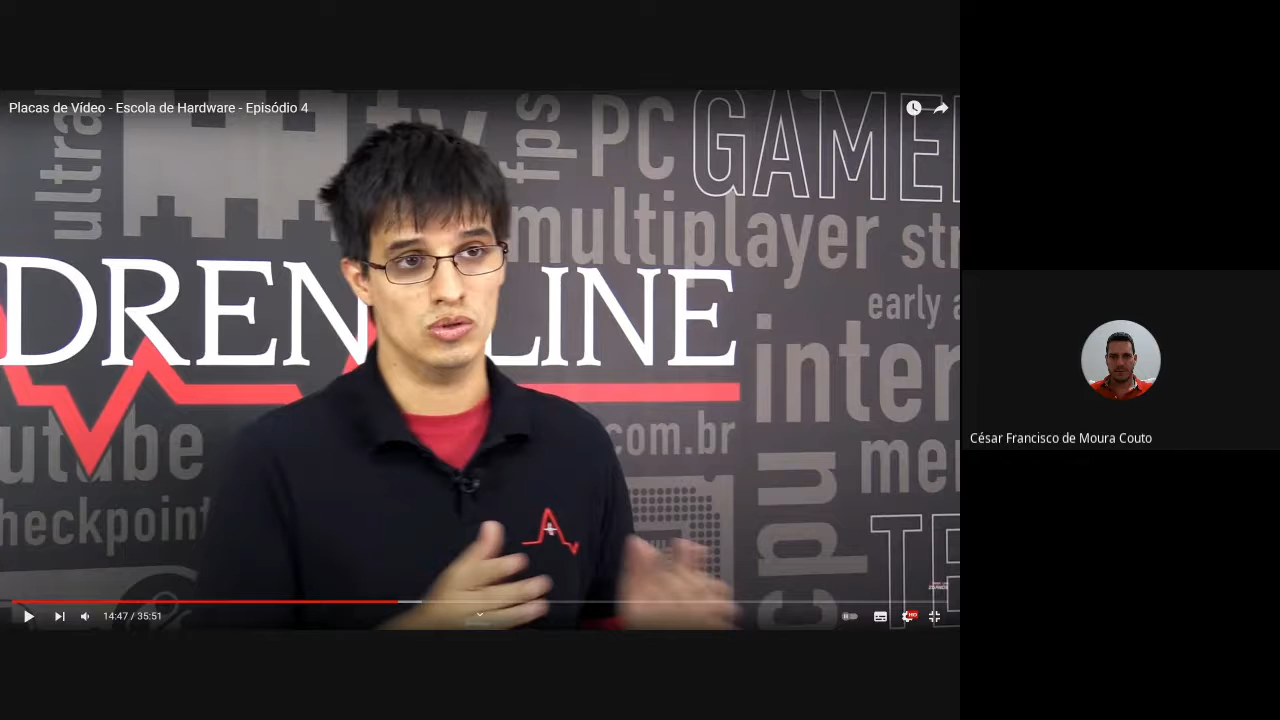 Placas de Vídeo - Escola de Hardware - Episódio 4
ultra
tv
fps
PC
GAME
multiplayer str
DREN LINE
early a
inter
utube
.com.br
me
heckpoint
cpu
TE
14:47 / 35:51
HD
César Francisco de Moura Couto